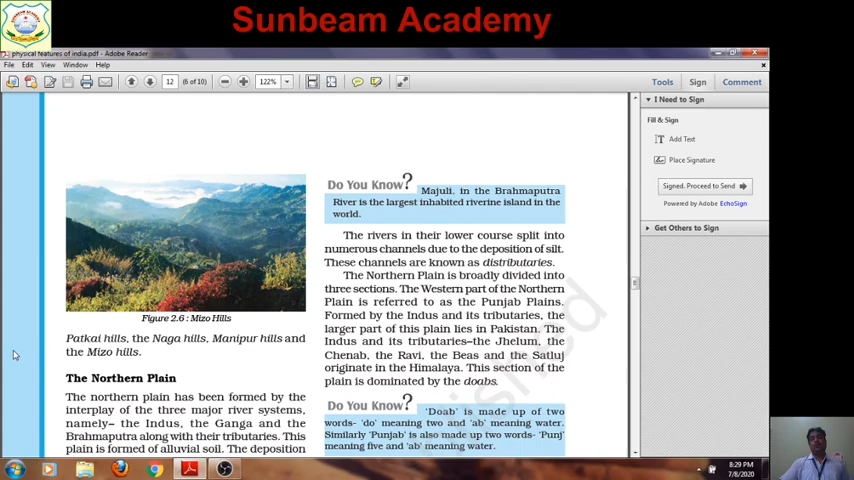 Sunbeam Academy
physical features of india.pdf - Adobe Reader
File Edit View Window Help
12 (6 of 10) 122% Tools Sign Comment
I Need to Sign
Fill & Sign
Add Text
Place Signature
Signed. Proceed to Send
Powered by Adobe EchoSign
Get Others to Sign
Figure 2.6 : Mizo Hills
Patkai hills, the Naga hills, Manipur hills and
the Mizo hills.
The Northern Plain
The northern plain has been formed by the
interplay of the three major river systems,
namely– the Indus, the Ganga and the
Brahmaputra along with their tributaries. This
plain is formed of alluvial soil. The deposition
Do You Know? Majuli, in the Brahmaputra
River is the largest inhabited riverine island in the
world.
The rivers in their lower course split into
numerous channels due to the deposition of silt.
These channels are known as distributaries.
The Northern Plain is broadly divided into
three sections. The Western part of the Northern
Plain is referred to as the Punjab Plains.
Formed by the Indus and its tributaries, the
larger part of this plain lies in Pakistan. The
Indus and its tributaries–the Jhelum, the
Chenab, the Ravi, the Beas and the Satluj
originate in the Himalaya. This section of the
plain is dominated by the doabs.
Do You Know? 'Doab' is made up of two
words- 'do' meaning two and 'ab' meaning water.
Similarly 'Punjab' is also made up two words- 'Punj'
meaning five and 'ab' meaning water.
8:29 PM
7/8/2020